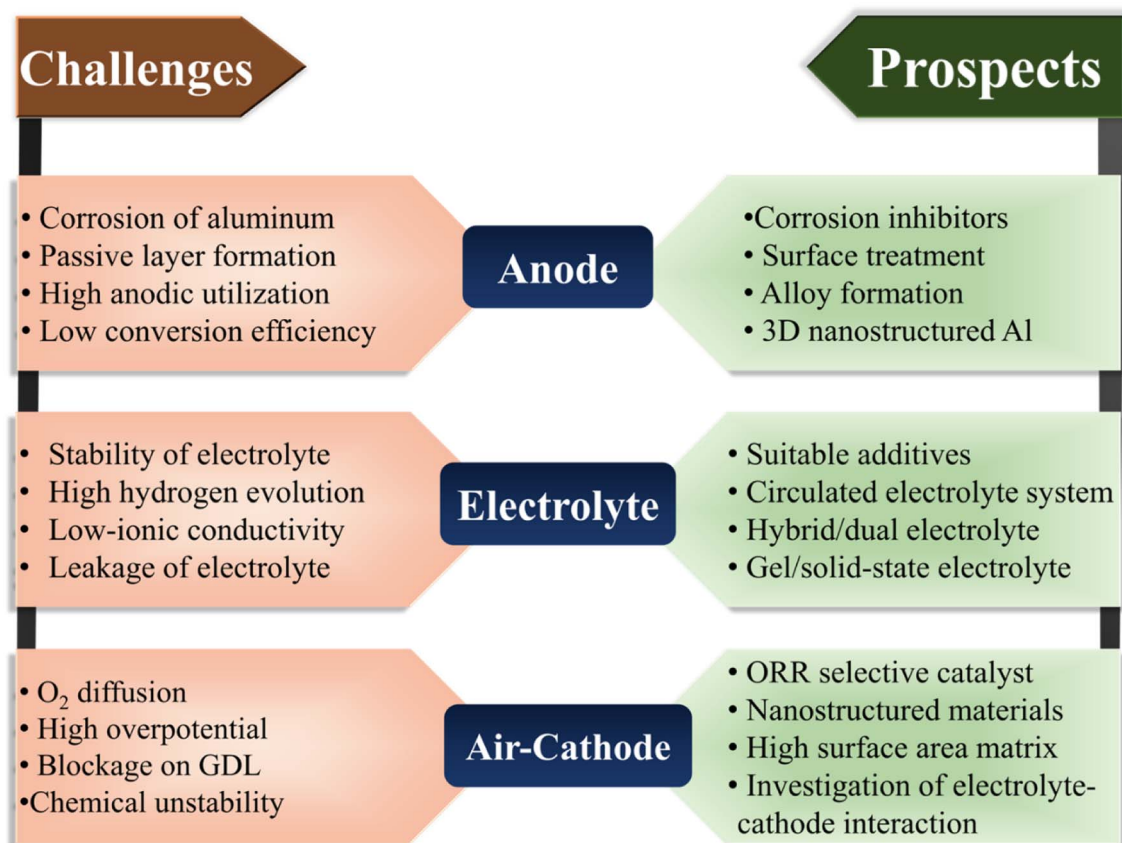 Challenges
Prospects
• Corrosion of aluminum
• Passive layer formation
• High anodic utilization
• Low conversion efficiency
Anode
•Corrosion inhibitors
• Surface treatment
• Alloy formation
• 3D nanostructured Al
• Stability of electrolyte
• High hydrogen evolution
• Low-ionic conductivity
• Leakage of electrolyte
Electrolyte
• Suitable additives
• Circulated electrolyte system
• Hybrid/dual electrolyte
• Gel/solid-state electrolyte
• O₂ diffusion
• High overpotential
• Blockage on GDL
•Chemical unstability
Air-Cathode
• ORR selective catalyst
• Nanostructured materials
• High surface area matrix
• Investigation of electrolyte-
cathode interaction